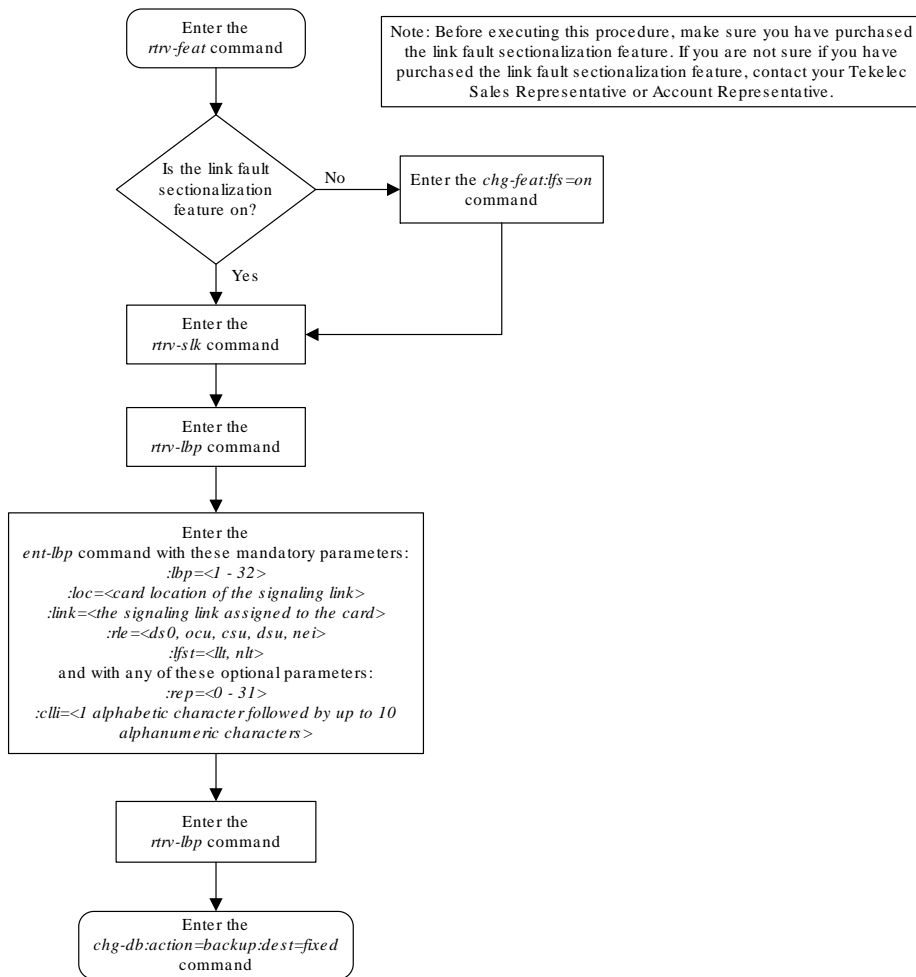 Enter the
rtrv-feat command
Note: Before executing this procedure, make sure you have purchased
the link fault sectionalization feature. If you are not sure if you have
purchased the link fault sectionalization feature, contact your Tekelec
Sales Representative or Account Representative.
Is the link fault
sectionalization
feature on?
No
Enter the chg-feat:lfs=on
command
Yes
Enter the
rtrv-slk command
Enter the
rtrv-lbp command
Enter the
ent-lbp command with these mandatory parameters:
:lbp=<1 - 32>
:loc=<card location of the signaling link>
:link=<the signaling link assigned to the card>
:rle=<ds0, ocu, csu, dsu, nei>
:lfst=<llt, nlt>
and with any of these optional parameters:
:rep=<0 - 31>
:clli=<1 alphabetic character followed by up to 10
alphanumeric characters>
Enter the
rtrv-lbp command
Enter the
chg-db:action=backup:dest=fixed
command